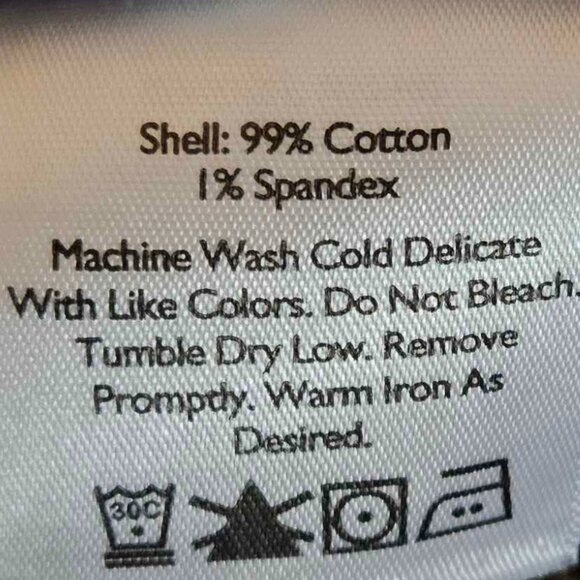 Shell: 99% Cotton
1% Spandex
Machine Wash Cold Delicate
With Like Colors. Do Not Bleach.
Tumble Dry Low. Remove
Promptly. Warm Iron As
Desired.
30C